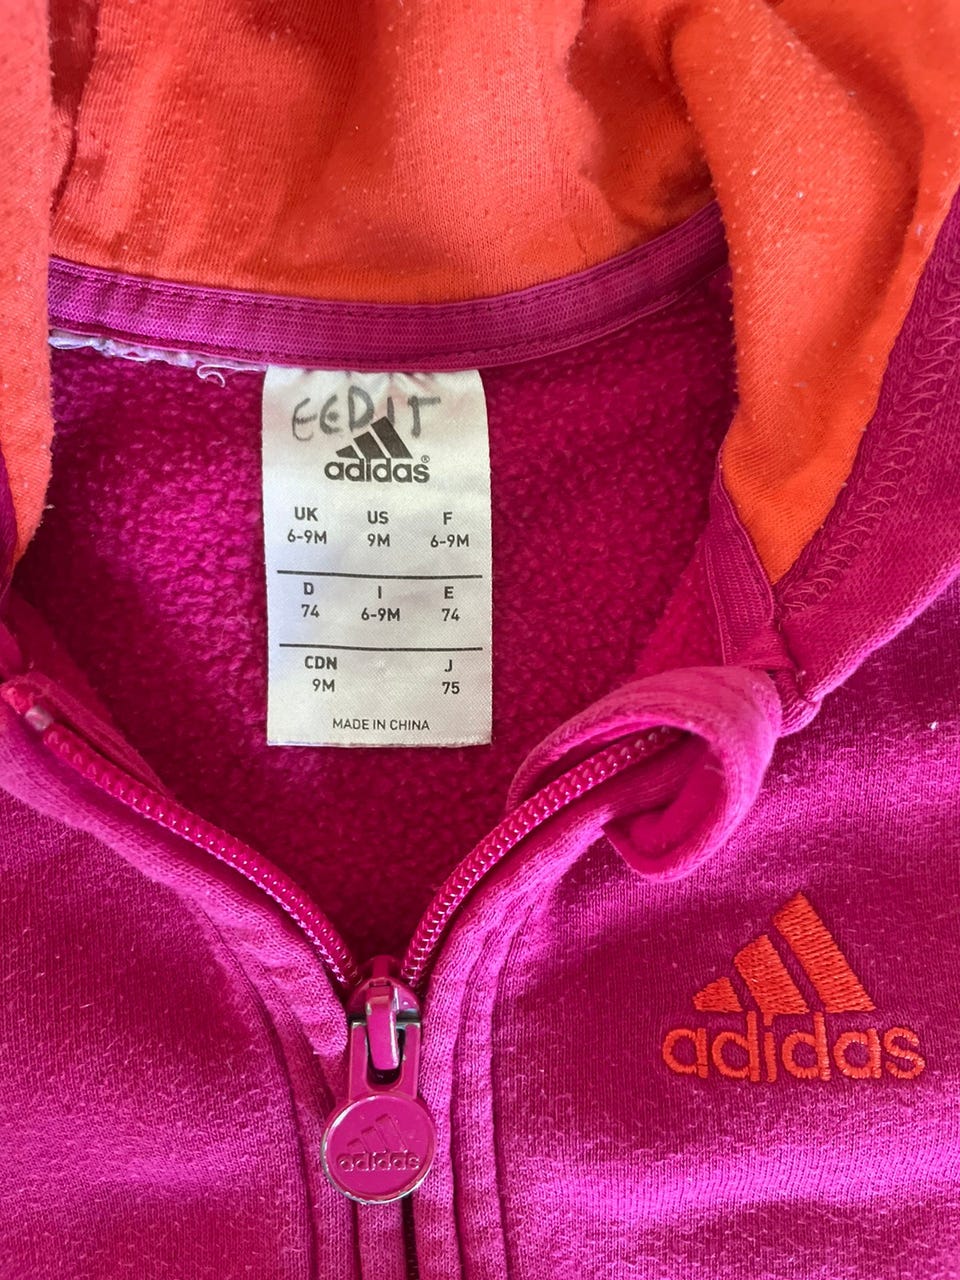 EEDIT
adidas®
UK US F
6-9M 9M 6-9M
D I E
74 6-9M 74
CDN J
9M 75
MADE IN CHINA
adidas
adidas